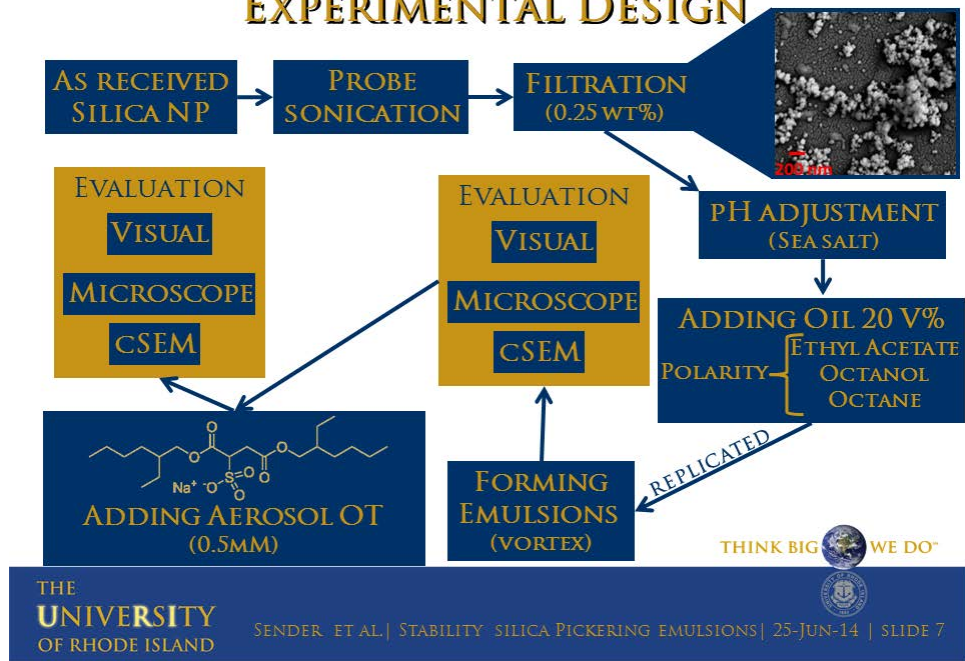 EXPERIMENTAL DESIGN
AS RECEIVED
SILICA NP
PROBE
SONICATION
FILTRATION
(0.25 WT%)
200 nm
PH ADJUSTMENT
(SEA SALT)
ADDING OIL 20 V%
POLARITY
ETHYL ACETATE
OCTANOL
OCTANE
REPLICATED
FORMING
EMULSIONS
(VORTEX)
EVALUATION
VISUAL
MICROSCOPE
CSEM
O
O
O
O
Na⁺ ⁻O
S
O
O
ADDING AEROSOL OT
(0.5MM)
EVALUATION
VISUAL
MICROSCOPE
CSEM
THINK BIG WE DO℠
THE
UNIVERSITY
OF RHODE ISLAND
SENDER ET AL.| STABILITY SILICA PICKERING EMULSIONS| 25-JUN-14 | SLIDE 7